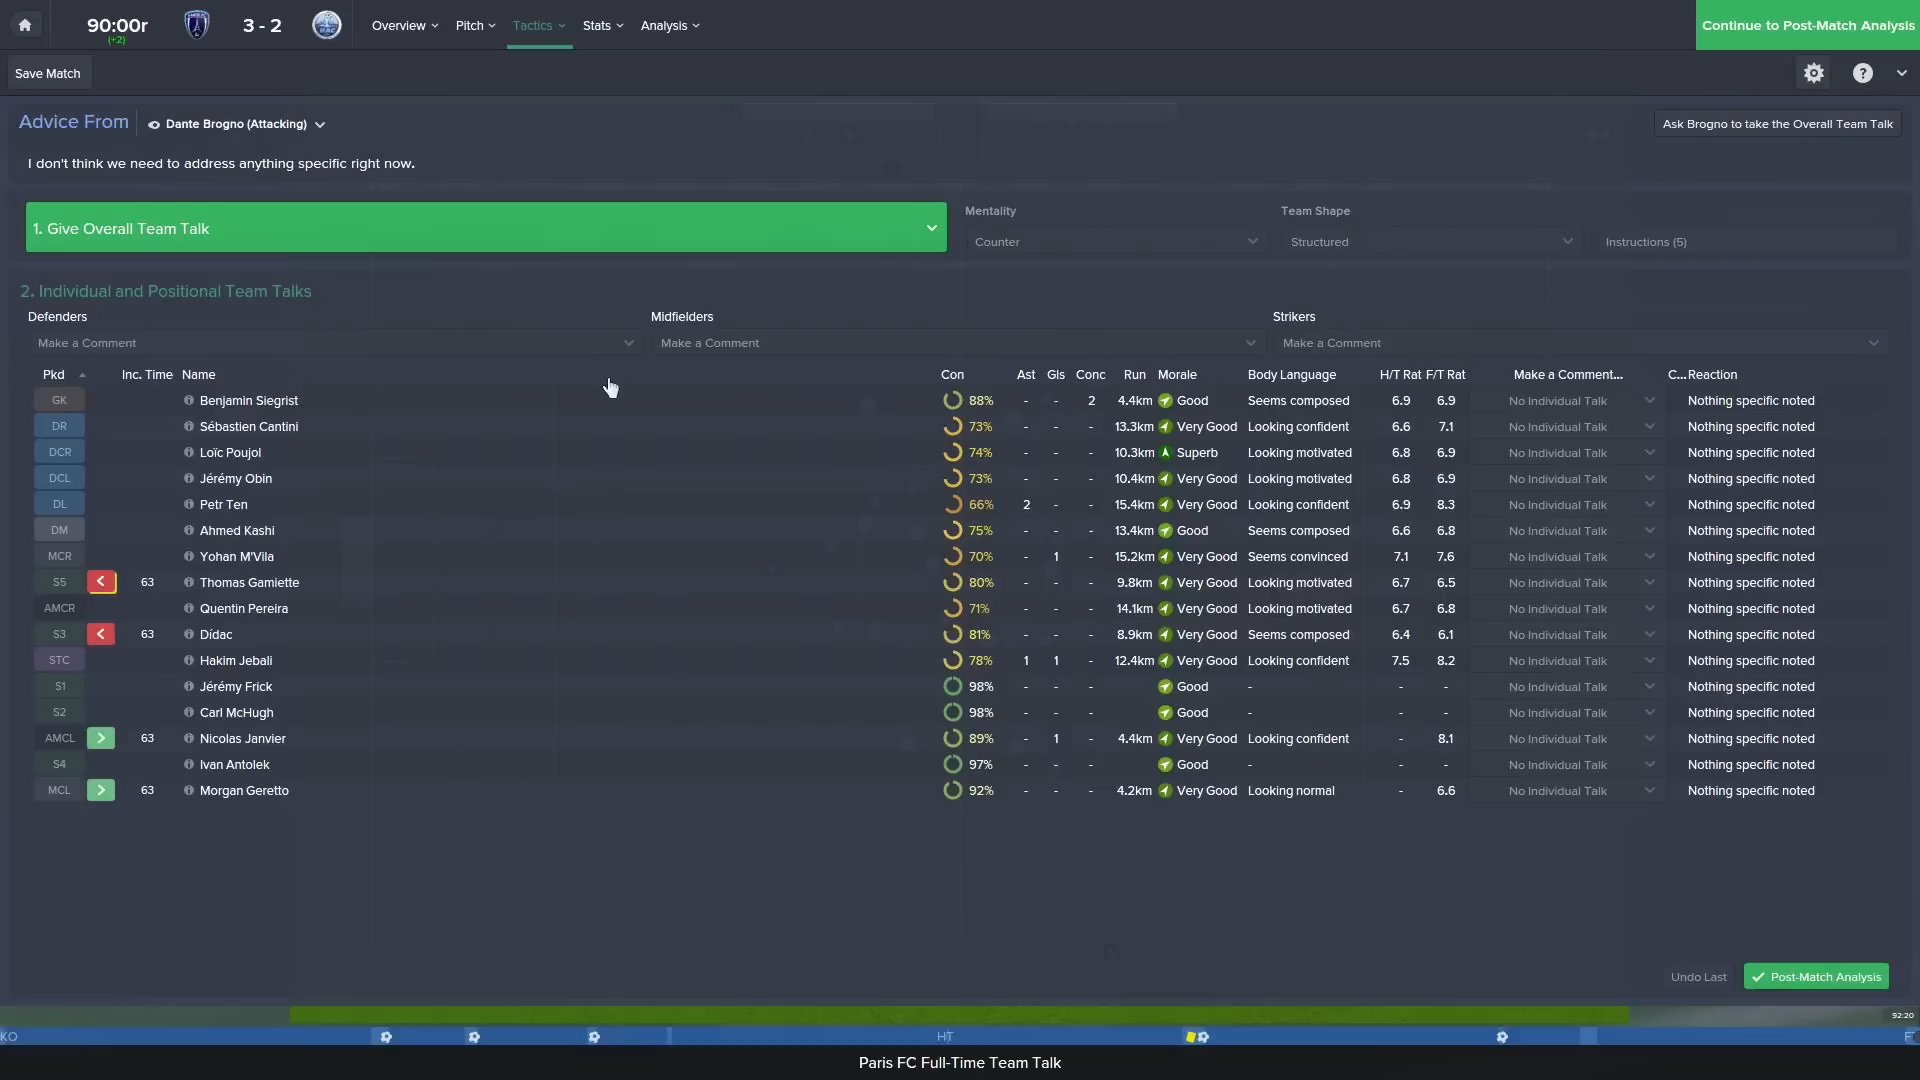 90:00r
(+2)
3 - 2
HAC
Overview
Pitch
Tactics
Stats
Analysis
Continue to Post-Match Analysis
Save Match
?
Advice From
Dante Brogno (Attacking)
Ask Brogno to take the Overall Team Talk
I don't think we need to address anything specific right now.
1. Give Overall Team Talk
Mentality
Counter
Team Shape
Structured
Instructions (5)
2. Individual and Positional Team Talks
Defenders
Midfielders
Strikers
Make a Comment
Make a Comment
Make a Comment
Pkd Inc. Time Name Con Ast Gls Conc Run Morale Body Language H/T Rat F/T Rat Make a Comment... C... Reaction
GK Benjamin Siegrist 88% - - 2 4.4km Good Seems composed 6.9 6.9 No Individual Talk Nothing specific noted
DR Sébastien Cantini 73% - - - 13.3km Very Good Looking confident 6.6 7.1 No Individual Talk Nothing specific noted
DCR Loïc Poujol 74% - - - 10.3km Superb Looking motivated 6.8 6.9 No Individual Talk Nothing specific noted
DCL Jérémy Obin 73% - - - 10.4km Very Good Looking motivated 6.8 6.9 No Individual Talk Nothing specific noted
DL Petr Ten 66% 2 - - 15.4km Very Good Looking confident 6.9 8.3 No Individual Talk Nothing specific noted
DM Ahmed Kashi 75% - - - 13.4km Good Seems composed 6.6 6.8 No Individual Talk Nothing specific noted
MCR Yohan M'Vila 70% - 1 - 15.2km Very Good Seems convinced 7.1 7.6 No Individual Talk Nothing specific noted
S5 63 Thomas Gamiette 80% - - - 9.8km Very Good Looking motivated 6.7 6.5 No Individual Talk Nothing specific noted
AMCR Quentin Pereira 71% - - - 14.1km Very Good Looking motivated 6.7 6.8 No Individual Talk Nothing specific noted
S3 63 Dídac 81% - - - 8.9km Very Good Seems composed 6.4 6.1 No Individual Talk Nothing specific noted
STC Hakim Jebali 78% 1 1 - 12.4km Very Good Looking confident 7.5 8.2 No Individual Talk Nothing specific noted
S1 Jérémy Frick 98% - - - Good - - - No Individual Talk Nothing specific noted
S2 Carl McHugh 98% - - - Good - - - No Individual Talk Nothing specific noted
AMCL 63 Nicolas Janvier 89% - 1 - 4.4km Very Good Looking confident - 8.1 No Individual Talk Nothing specific noted
S4 Ivan Antolek 97% - - - Good - - - No Individual Talk Nothing specific noted
MCL 63 Morgan Geretto 92% - - - 4.2km Very Good Looking normal - 6.6 No Individual Talk Nothing specific noted
Undo Last
Post-Match Analysis
92:20
KO
HT
Paris FC Full-Time Team Talk